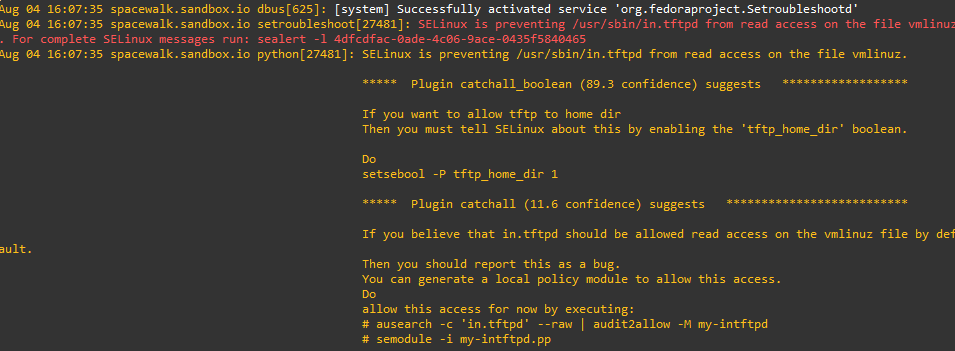 Aug 04 16:07:35 spacewalk.sandbox.io dbus[625]: [system] Successfully activated service 'org.fedoraproject.Setroubleshootd'
Aug 04 16:07:35 spacewalk.sandbox.io setroubleshoot[27481]: SELinux is preventing /usr/sbin/in.tftpd from read access on the file vmlinuz
. For complete SELinux messages run: sealert -l 4dfcdfac-0ade-4c06-9ace-0435f5840465
Aug 04 16:07:35 spacewalk.sandbox.io python[27481]: SELinux is preventing /usr/sbin/in.tftpd from read access on the file vmlinuz.
***** Plugin catchall_boolean (89.3 confidence) suggests ******************
If you want to allow tftp to home dir
Then you must tell SELinux about this by enabling the 'tftp_home_dir' boolean.
Do
setsebool -P tftp_home_dir 1
***** Plugin catchall (11.6 confidence) suggests **************************
If you believe that in.tftpd should be allowed read access on the vmlinuz file by def
ault.
Then you should report this as a bug.
You can generate a local policy module to allow this access.
Do
allow this access for now by executing:
# ausearch -c 'in.tftpd' --raw | audit2allow -M my-intftpd
# semodule -i my-intftpd.pp